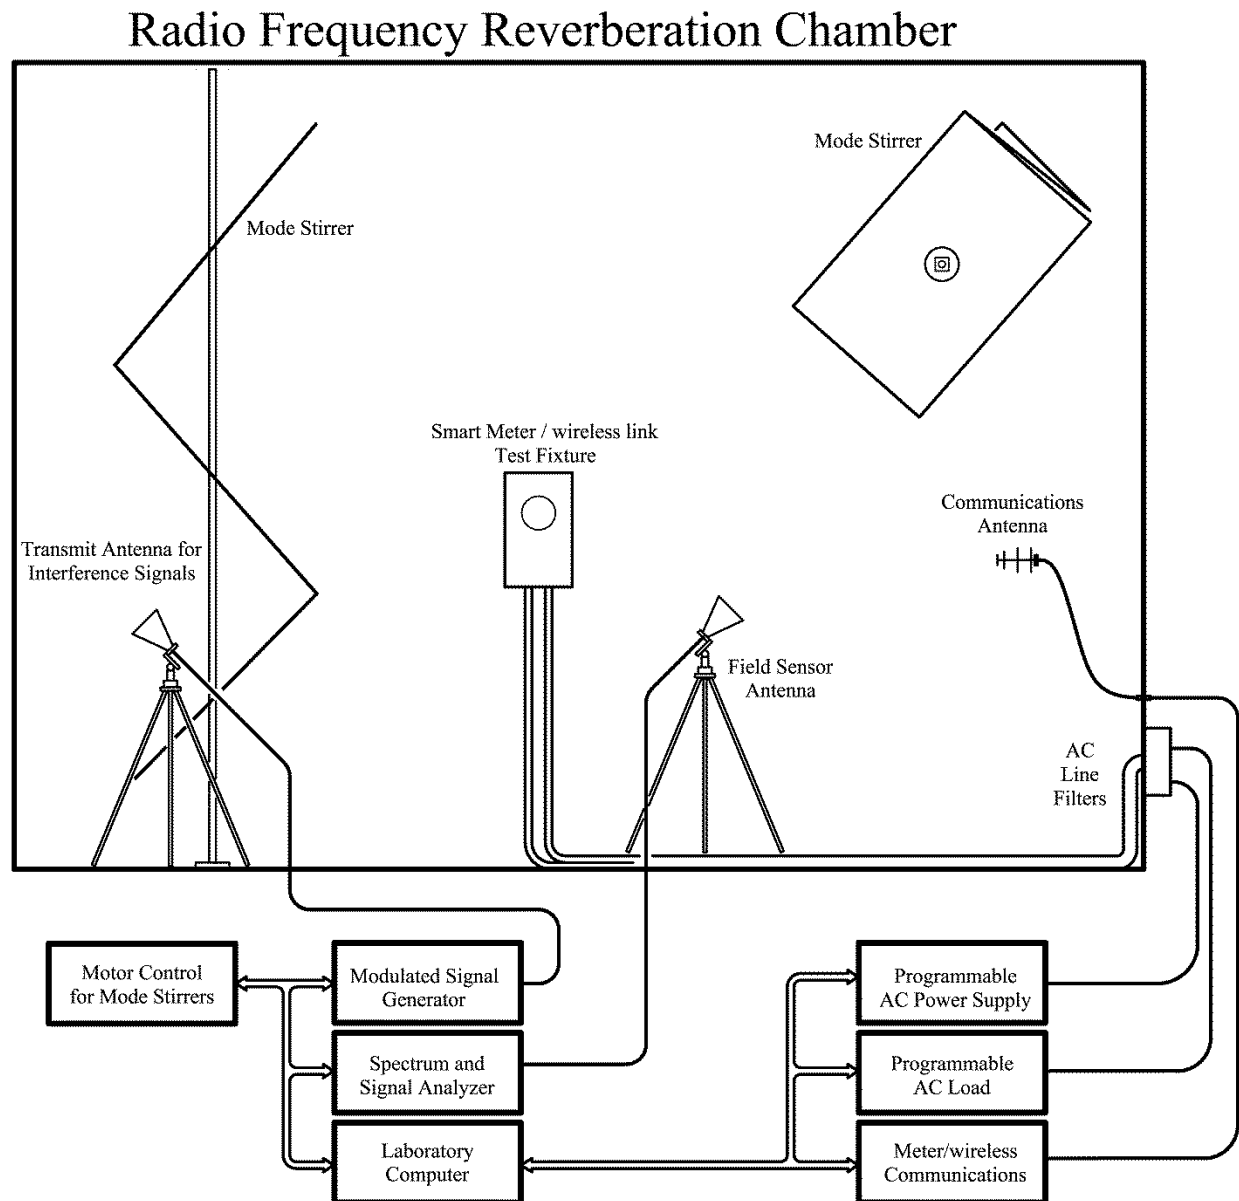 Radio Frequency Reverberation Chamber
Mode Stirrer
Mode Stirrer
Smart Meter / wireless link
Test Fixture
Communications
Antenna
Transmit Antenna for
Interference Signals
Field Sensor
Antenna
AC
Line
Filters
Motor Control
for Mode Stirrers
Modulated Signal
Generator
Programmable
AC Power Supply
Spectrum and
Signal Analyzer
Programmable
AC Load
Laboratory
Computer
Meter/wireless
Communications